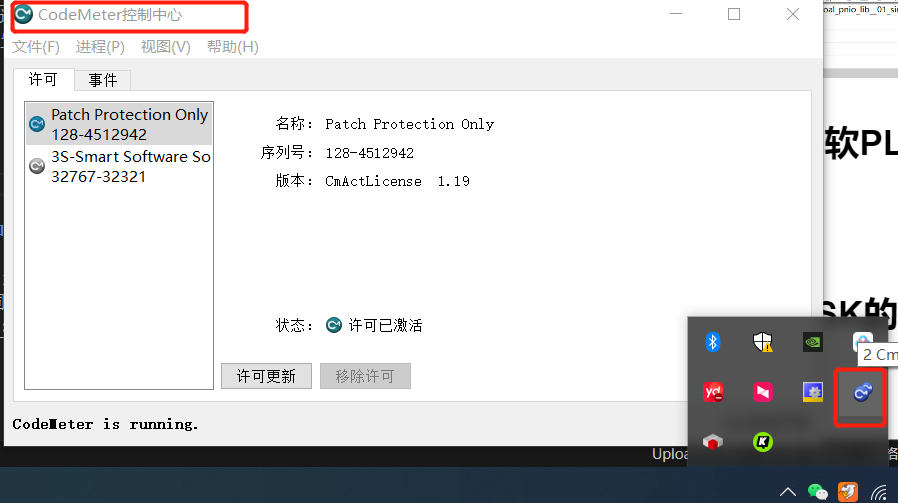 CodeMeter控制中心
oal_pnio_lib__01_si
文件(F) 进程(P) 视图(V) 帮助(H)
许可 事件
Patch Protection Only
128-4512942
3S-Smart Software So
32767-32321
名称: Patch Protection Only
序列号: 128-4512942
版本: CmActLicense 1.19
软PL
状态: 许可已激活
SK的
2 Cm
许可更新 移除许可
CodeMeter is running.
Uploa